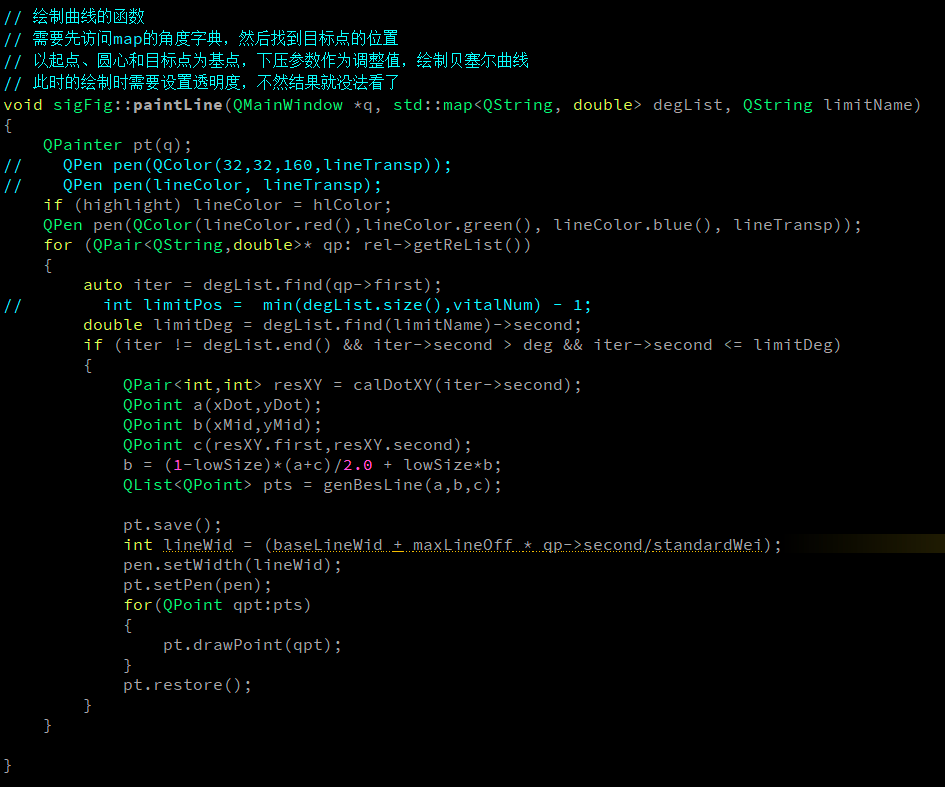 // 绘制曲线的函数
// 需要先访问map的角度字典，然后找到目标点的位置
// 以起点、圆心和目标点为基点，下压参数作为调整值，绘制贝塞尔曲线
// 此时的绘制时需要设置透明度，不然结果就没法看了
void sigFig::paintLine(QMainWindow *q, std::map<QString, double> degList, QString limitName)
{
    QPainter pt(q);
//    QPen pen(QColor(32,32,160,lineTransp));
//    QPen pen(lineColor, lineTransp);
    if (highlight) lineColor = hlColor;
    QPen pen(QColor(lineColor.red(),lineColor.green(), lineColor.blue(), lineTransp));
    for (QPair<QString,double>* qp: rel->getReList())
    {
        auto iter = degList.find(qp->first);
//        int limitPos =  min(degList.size(),vitalNum) - 1;
        double limitDeg = degList.find(limitName)->second;
        if (iter != degList.end() && iter->second > deg && iter->second <= limitDeg)
        {
            QPair<int,int> resXY = calDotXY(iter->second);
            QPoint a(xDot,yDot);
            QPoint b(xMid,yMid);
            QPoint c(resXY.first,resXY.second);
            b = (1-lowSize)*(a+c)/2.0 + lowSize*b;
            QList<QPoint> pts = genBesLine(a,b,c);

            pt.save();
            int lineWid = (baseLineWid + maxLineOff * qp->second/standardWei);
            pen.setWidth(lineWid);
            pt.setPen(pen);
            for(QPoint qpt:pts)
            {
                pt.drawPoint(qpt);
            }
            pt.restore();
        }
    }

}